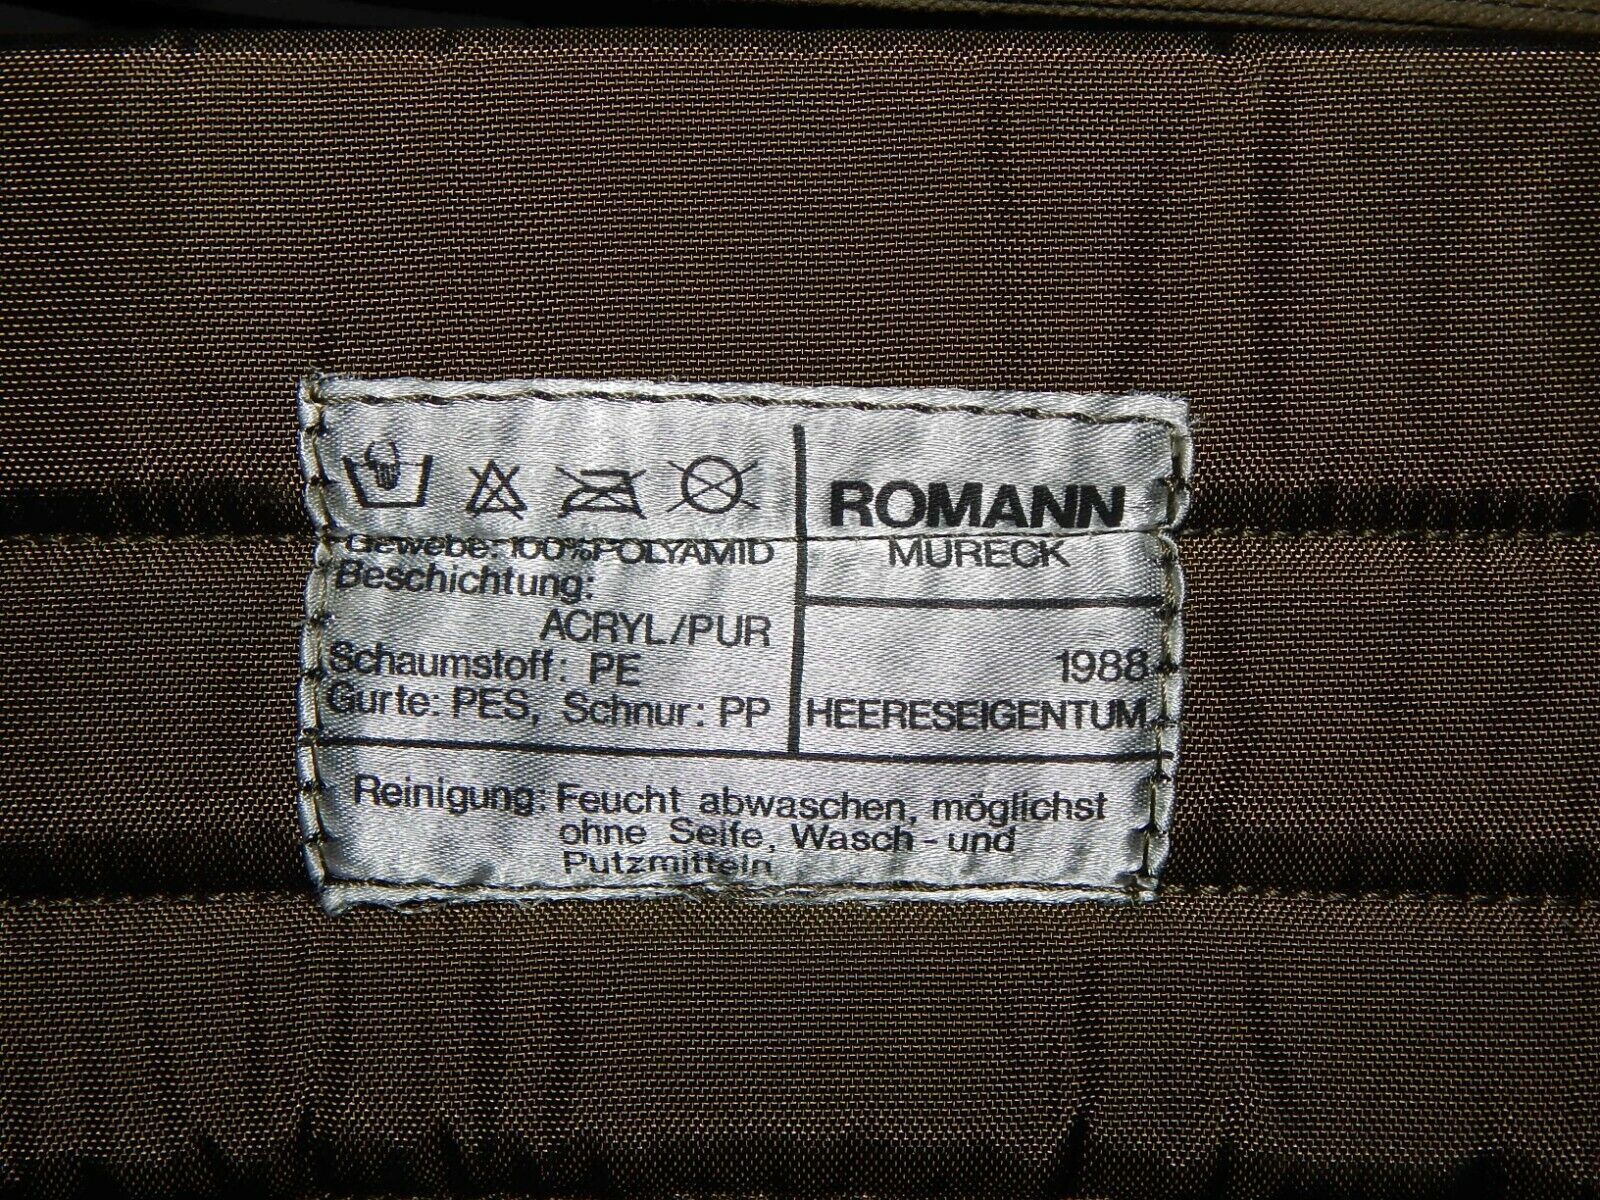 Gewebe: 100%POLYAMID
Beschichtung:
ACRYL/PUR
Schaumstoff: PE
Gurte: PES, Schnur: PP
ROMANN
MURECK
1988
HEERESEIGENTUM
Reinigung: Feucht abwaschen, möglichst
ohne Seife, Wasch- und
Putzmitteln